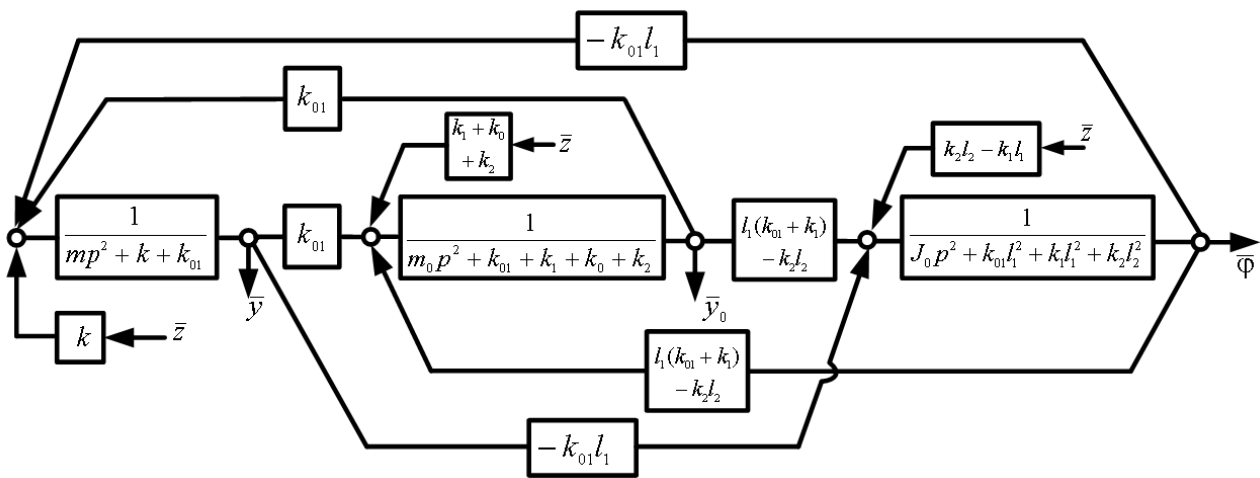 − k₀₁l₁
k₀₁
k₁ + k₀
+ k₂
z̄
k₂l₂ − k₁l₁
z̄
1
mp² + k + k₀₁
k₀₁
1
m₀p² + k₀₁ + k₁ + k₀ + k₂
l₁(k₀₁ + k₁)
− k₂l₂
1
J₀p² + k₀₁l₁² + k₁l₁² + k₂l₂²
φ̄
ȳ
ȳ₀
k
z̄
l₁(k₀₁ + k₁)
− k₂l₂
− k₀₁l₁